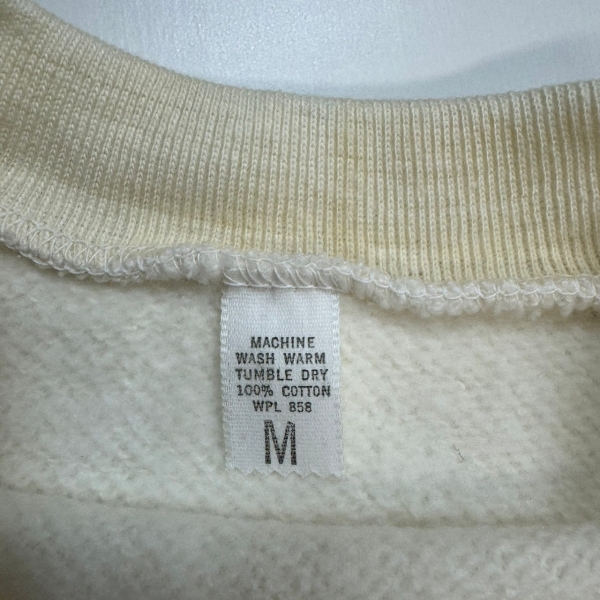 MACHINE
WASH WARM
TUMBLE DRY
100% COTTON
WPL 858
M